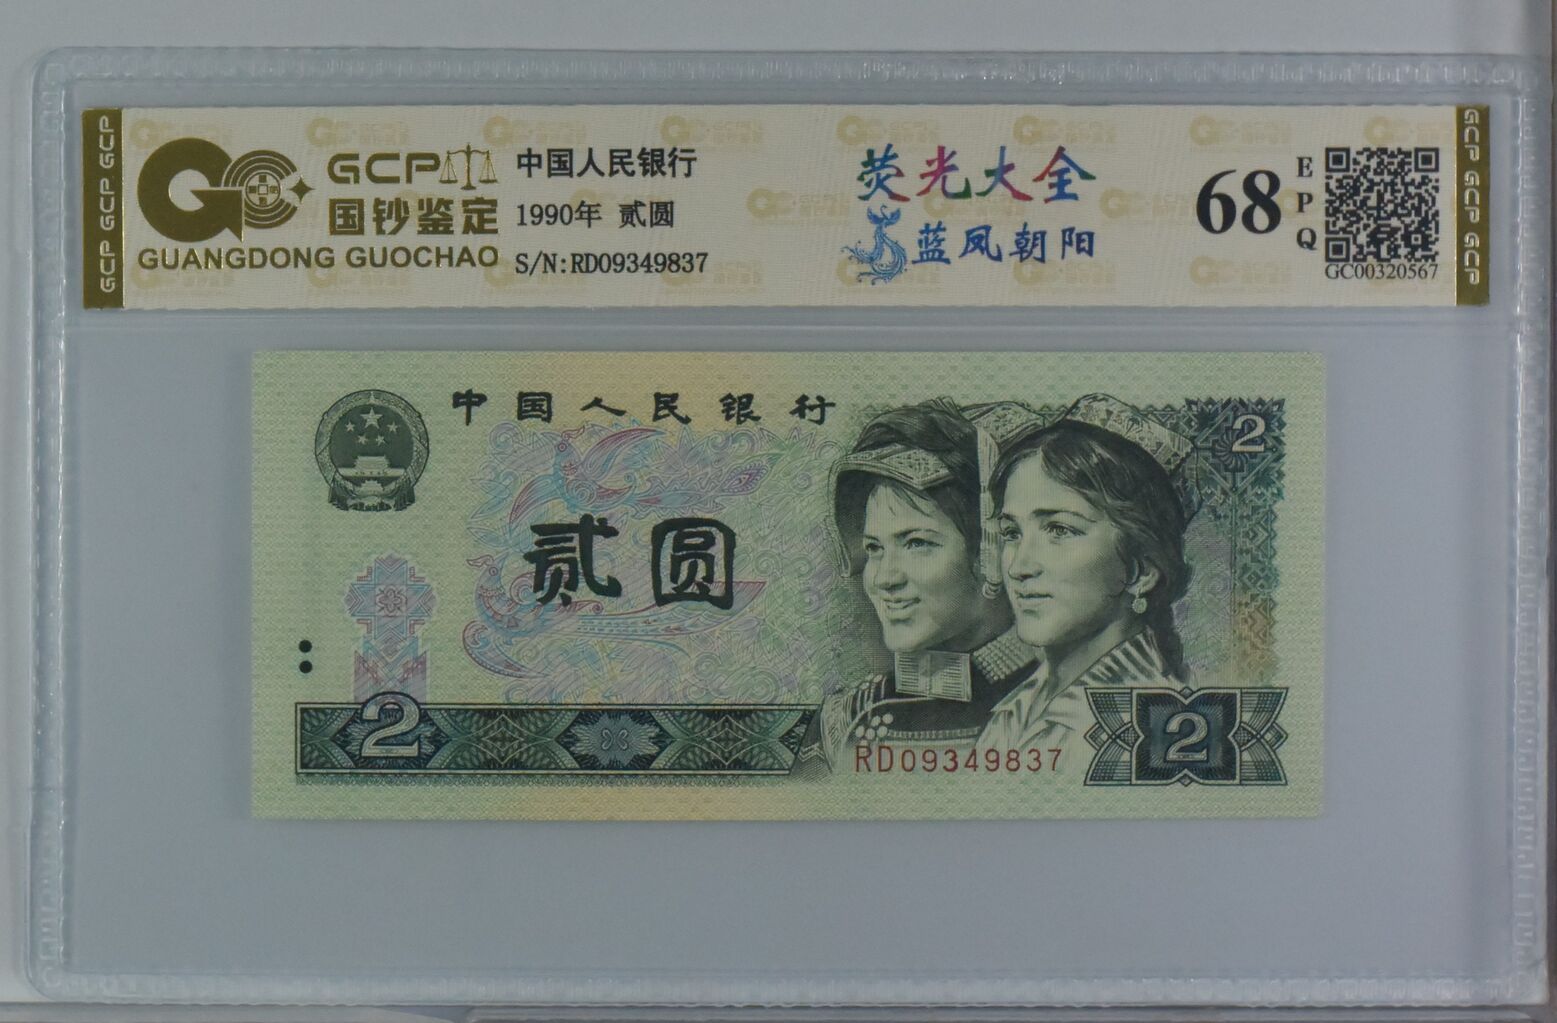 GCP
国钞鉴定
GUANGDONG GUOCHAO
中国人民银行
1990年 贰圆
S/N:RD09349837
荧光大全
蓝凤朝阳
68
EPQ
GC00320567
GCP GCP GCP
GCP GCP GCP
中国人民银行
2
贰圆
2
2
RD09349837